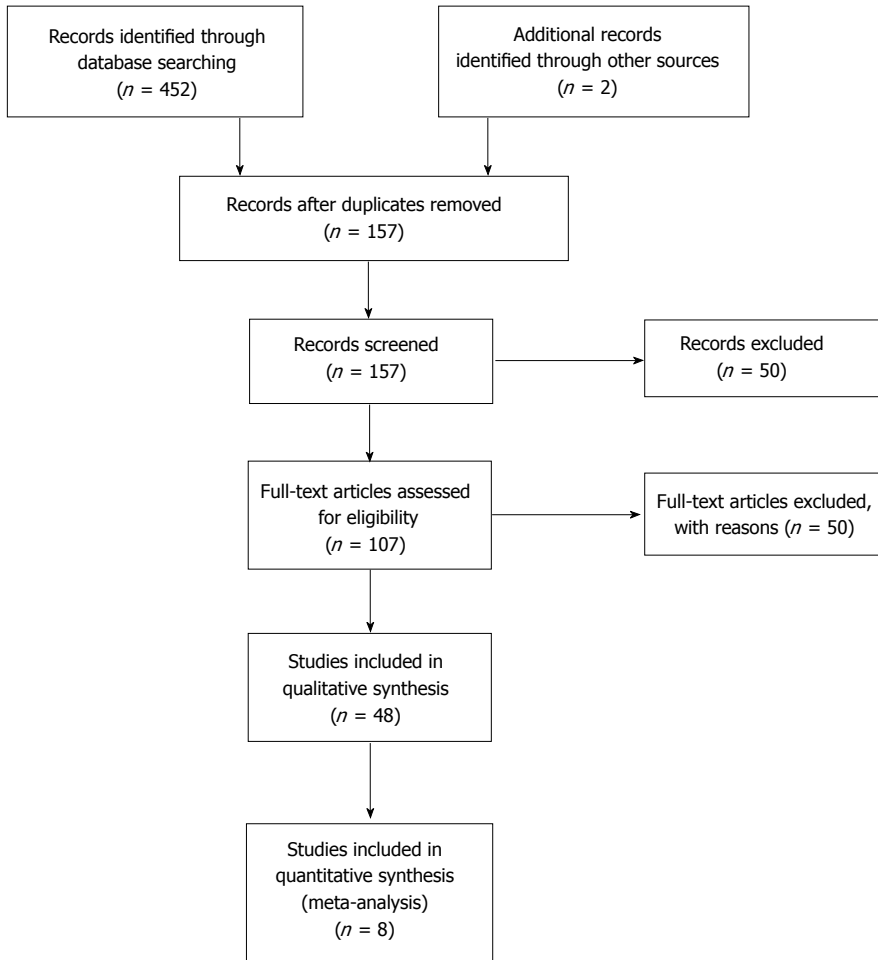 Records identified through
database searching
(n = 452)
Additional records
identified through other sources
(n = 2)
Records after duplicates removed
(n = 157)
Records screened
(n = 157)
Records excluded
(n = 50)
Full-text articles assessed
for eligibility
(n = 107)
Full-text articles excluded,
with reasons (n = 50)
Studies included in
qualitative synthesis
(n = 48)
Studies included in
quantitative synthesis
(meta-analysis)
(n = 8)